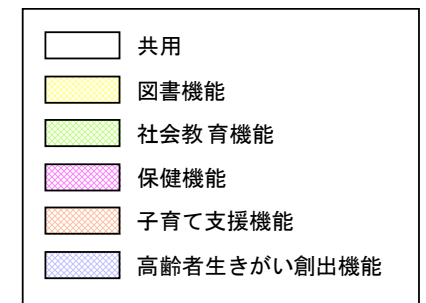 共用
図書機能
社会教育機能
保健機能
子育て支援機能
高齢者生きがい創出機能